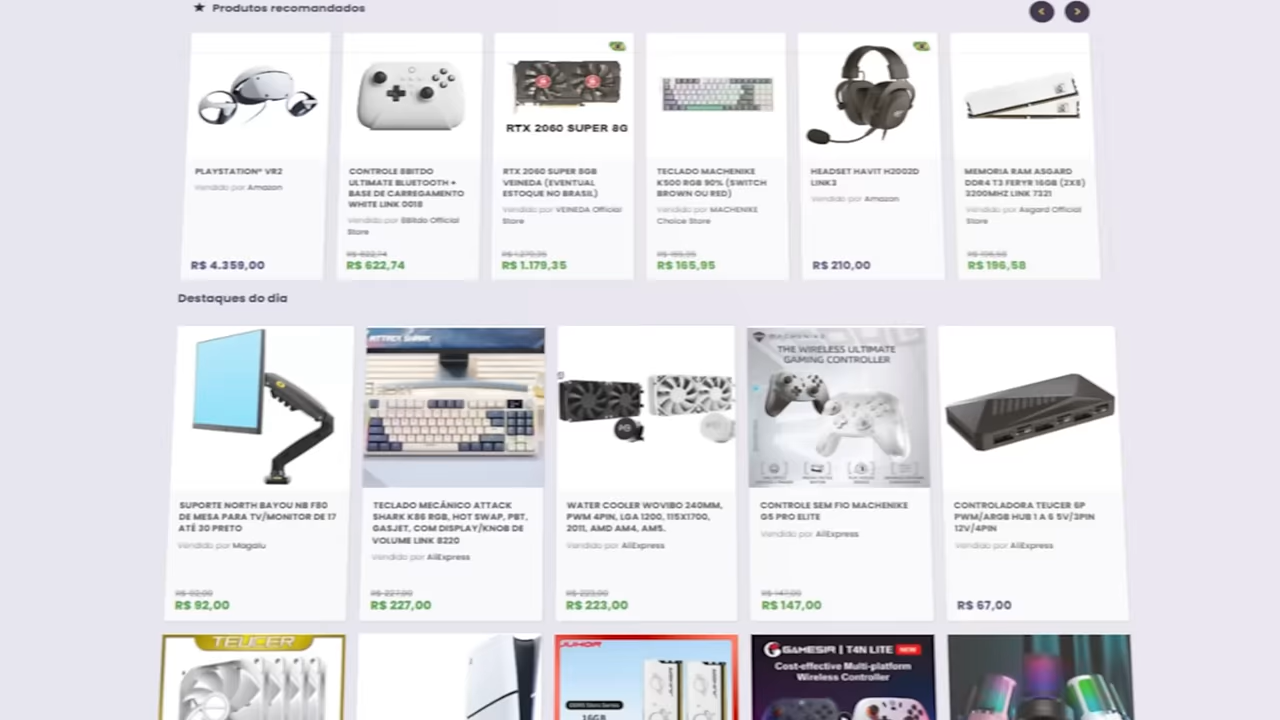 ★ Produtos recomandados
RTX 2060 SUPER 8G
PLAYSTATION® VR2
Vendido por Amazon
R$ 4.359,00
CONTROLE 8BITDO
ULTIMATE BLUETOOTH +
BASE DE CARREGAMENTO
WHITE LINK 0018
Vendido por 8Bitdo Official
Store
R$ 622,74
R$ 622,74
RTX 2060 SUPER 8GB
VEINEDA (EVENTUAL
ESTOQUE NO BRASIL)
Vendido por VEINEDA Official
Store
R$ 1.179,35
TECLADO MACHENIKE
K500 RGB 90% (SWITCH
BROWN OU RED)
Vendido por MACHENIKE
Choice Store
R$ 165,95
R$ 165,95
HEADSET HAVIT H2002D
LINK3
Vendido por Amazon
R$ 210,00
MEMORIA RAM ASGARD
DDR4 T3 FERYR 16GB (2X8)
3200MHZ LINK 7321
Vendido por Asgard Official
Store
R$ 196,58
R$ 196,58
Destaques do dia
SUPORTE NORTH BAYOU NB F80
DE MESA PARA TV/MONITOR DE 17
ATÉ 30 PRETO
Vendido por Magalu
R$ 92,00
R$ 92,00
ATTACK SHARK
TECLADO MECÂNICO ATTACK
SHARK K86 RGB, HOT SWAP, PBT,
GASJET, COM DISPLAY/KNOB DE
VOLUME LINK 8220
Vendido por AliExpress
R$ 227,00
R$ 227,00
WATER COOLER WOVIBO 240MM,
PWM 4PIN, LGA 1200, 115X1700,
2011, AMD AM4, AM5.
Vendido por AliExpress
R$ 223,00
R$ 223,00
MACHENIKE
THE WIRELESS ULTIMATE
GAMING CONTROLLER
CONTROLE SEM FIO MACHENIKE
G5 PRO ELITE
Vendido por AliExpress
R$ 147,00
R$ 147,00
CONTROLADORA TEUCER 6P
PWM/ARGB HUB 1 A 6 5V/3PIN
12V/4PIN
Vendido por AliExpress
R$ 67,00
TEUCER
JUHOR
16GB
GAMESIR | T4N LITE NEW
Cost-effective Multi-platform
Wireless Controller